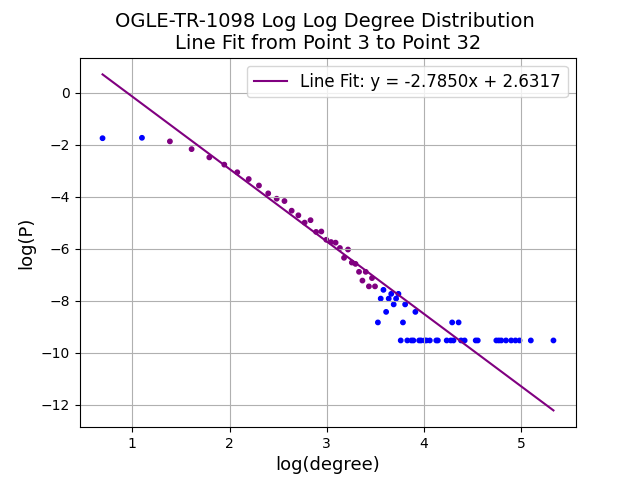 OGLE-TR-1098 Log Log Degree Distribution
Line Fit from Point 3 to Point 32
Line Fit: y = -2.7850x + 2.6317
0
−2
−4
−6
−8
−10
−12
log(P)
1 2 3 4 5
log(degree)